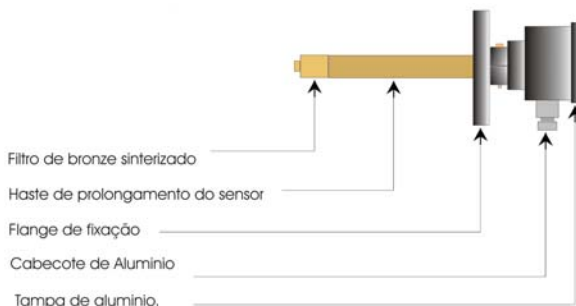 Filtro de bronze sinterizado
Haste de prolongamento do sensor
Flange de fixação
Cabecote de Aluminio
Tampa de aluminio.